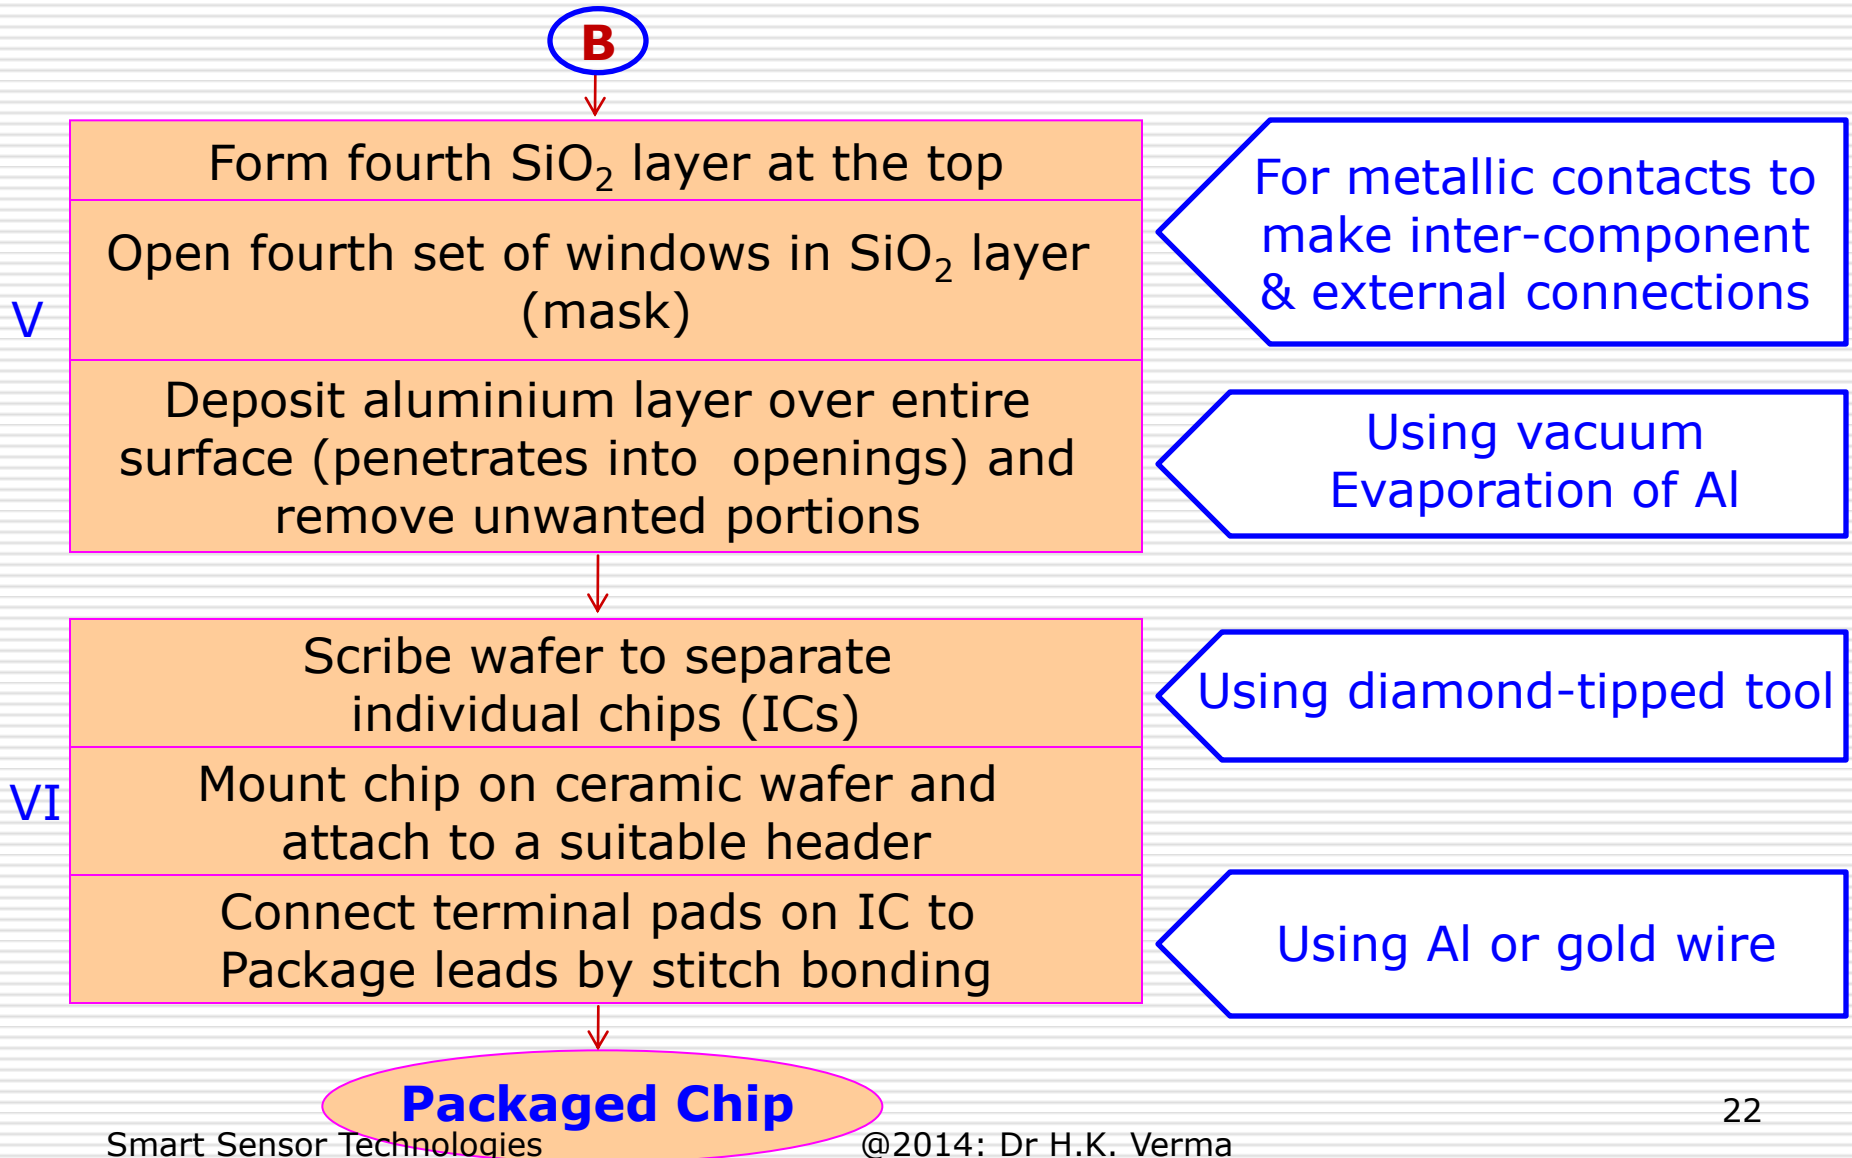 B
Form fourth SiO₂ layer at the top
Open fourth set of windows in SiO₂ layer
(mask)
For metallic contacts to
make inter-component
& external connections
V
Deposit aluminium layer over entire
surface (penetrates into  openings) and
remove unwanted portions
Using vacuum
Evaporation of Al
Scribe wafer to separate
individual chips (ICs)
Using diamond-tipped tool
VI
Mount chip on ceramic wafer and
attach to a suitable header
Connect terminal pads on IC to
Package leads by stitch bonding
Using Al or gold wire
Packaged Chip
22
Smart Sensor Technologies
@2014: Dr H.K. Verma